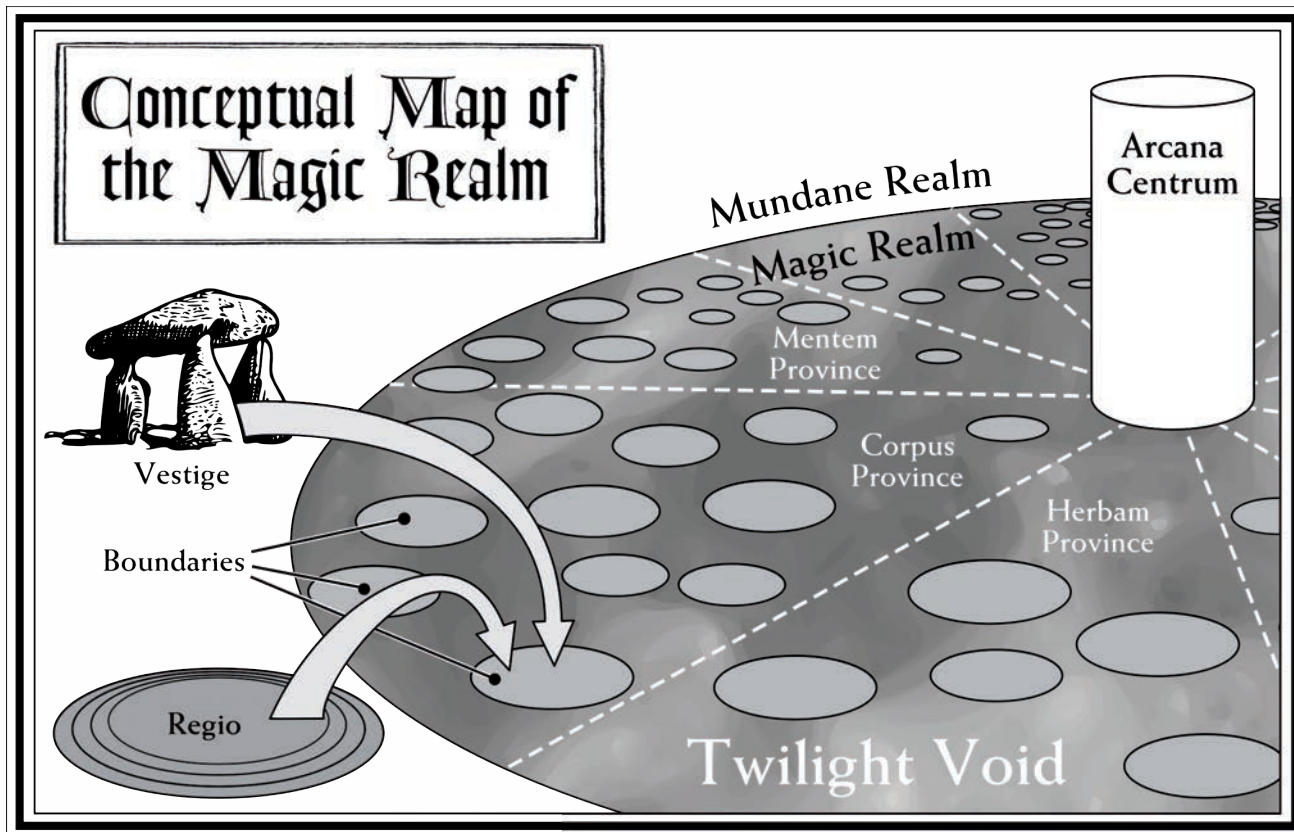 Conceptual Map of
the Magic Realm
Arcana
Centrum
Mundane Realm
Magic Realm
Mentem
Province
Vestige
Corpus
Province
Herbam
Province
Boundaries
Regio
Twilight Void